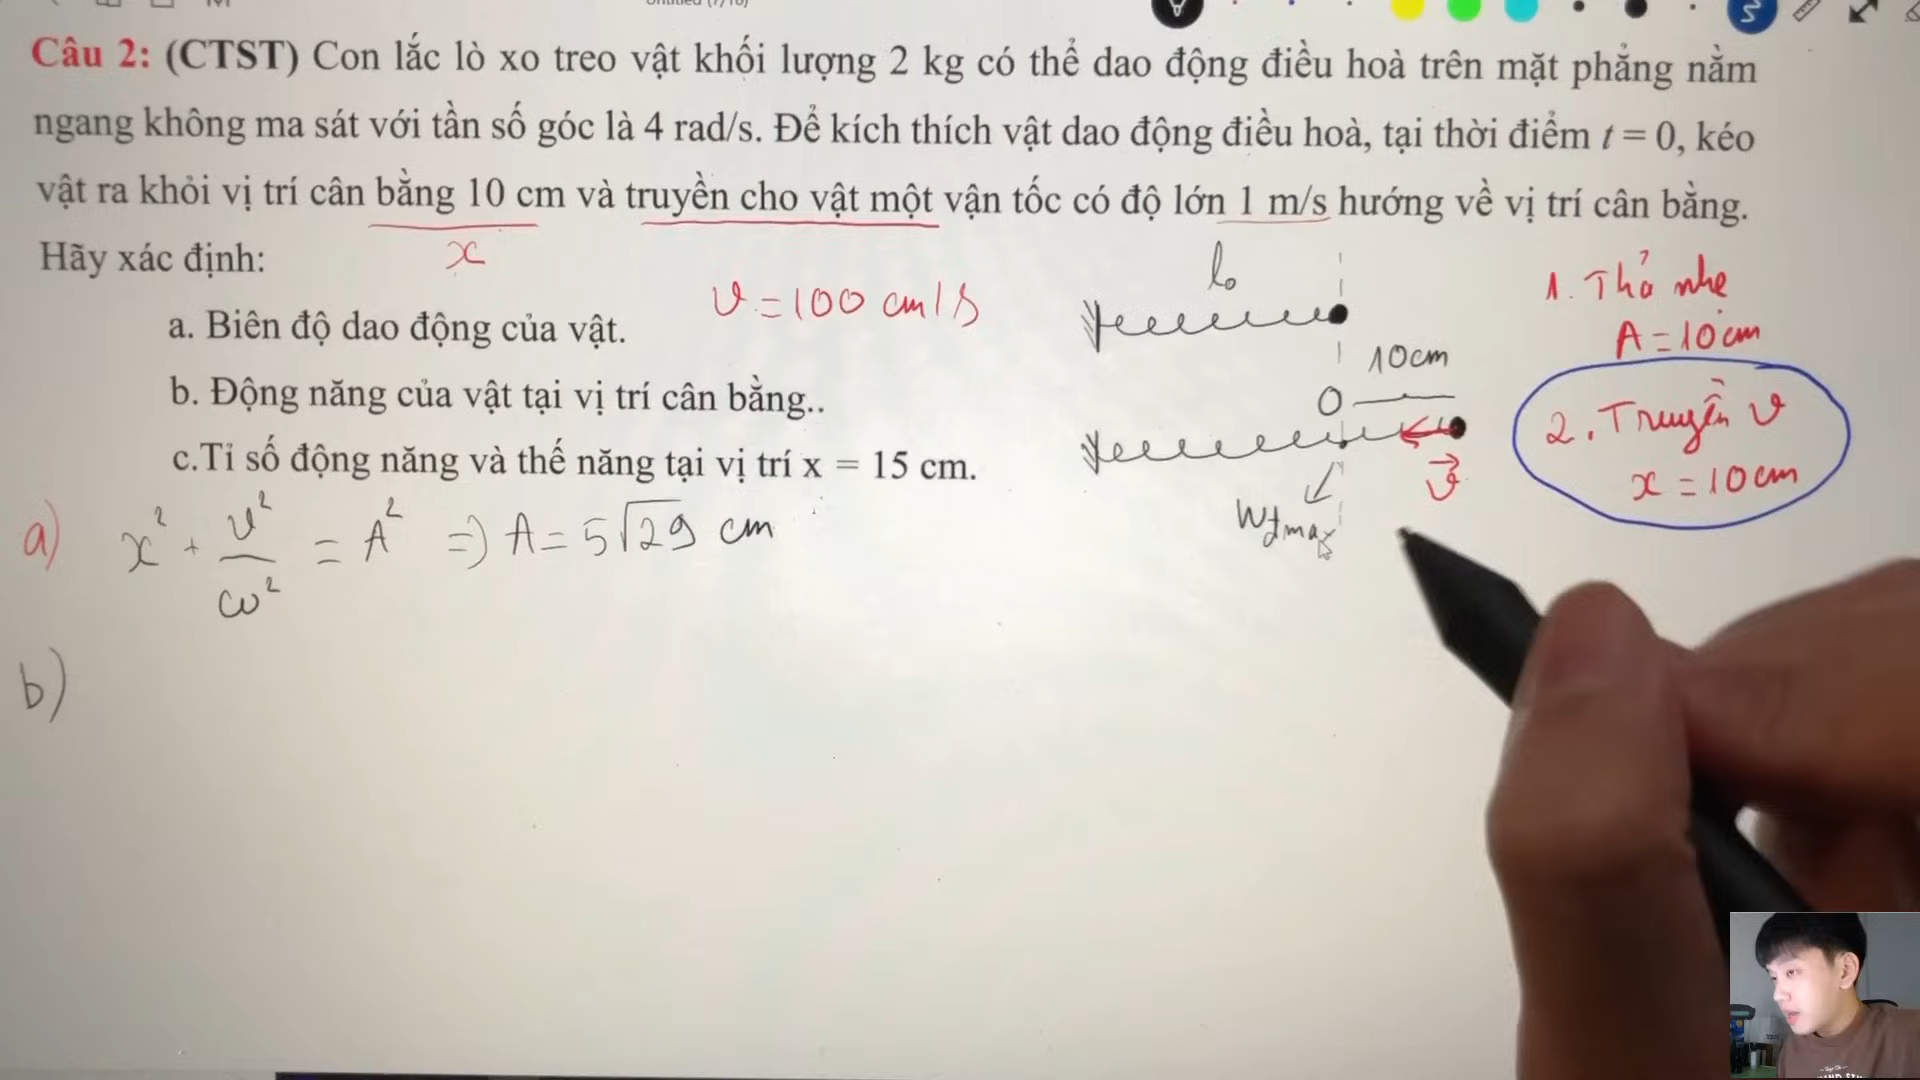 Câu 2: (CTST) Con lắc lò xo treo vật khối lượng 2 kg có thể dao động điều hoà trên mặt phẳng nằm
ngang không ma sát với tần số góc là 4 rad/s. Để kích thích vật dao động điều hoà, tại thời điểm t = 0, kéo
vật ra khỏi vị trí cân bằng 10 cm và truyền cho vật một vận tốc có độ lớn 1 m/s hướng về vị trí cân bằng.
Hãy xác định:
x
v = 100 cm/s
a. Biên độ dao động của vật.
b. Động năng của vật tại vị trí cân bằng..
c.Tỉ số động năng và thế năng tại vị trí x = 15 cm.
l₀
10cm
O
v⃗
Wđmax
1. Thả nhẹ
A = 10cm
2. Truyền v
x = 10cm
a) x² + v²/ω² = A² => A = 5√29 cm
b)